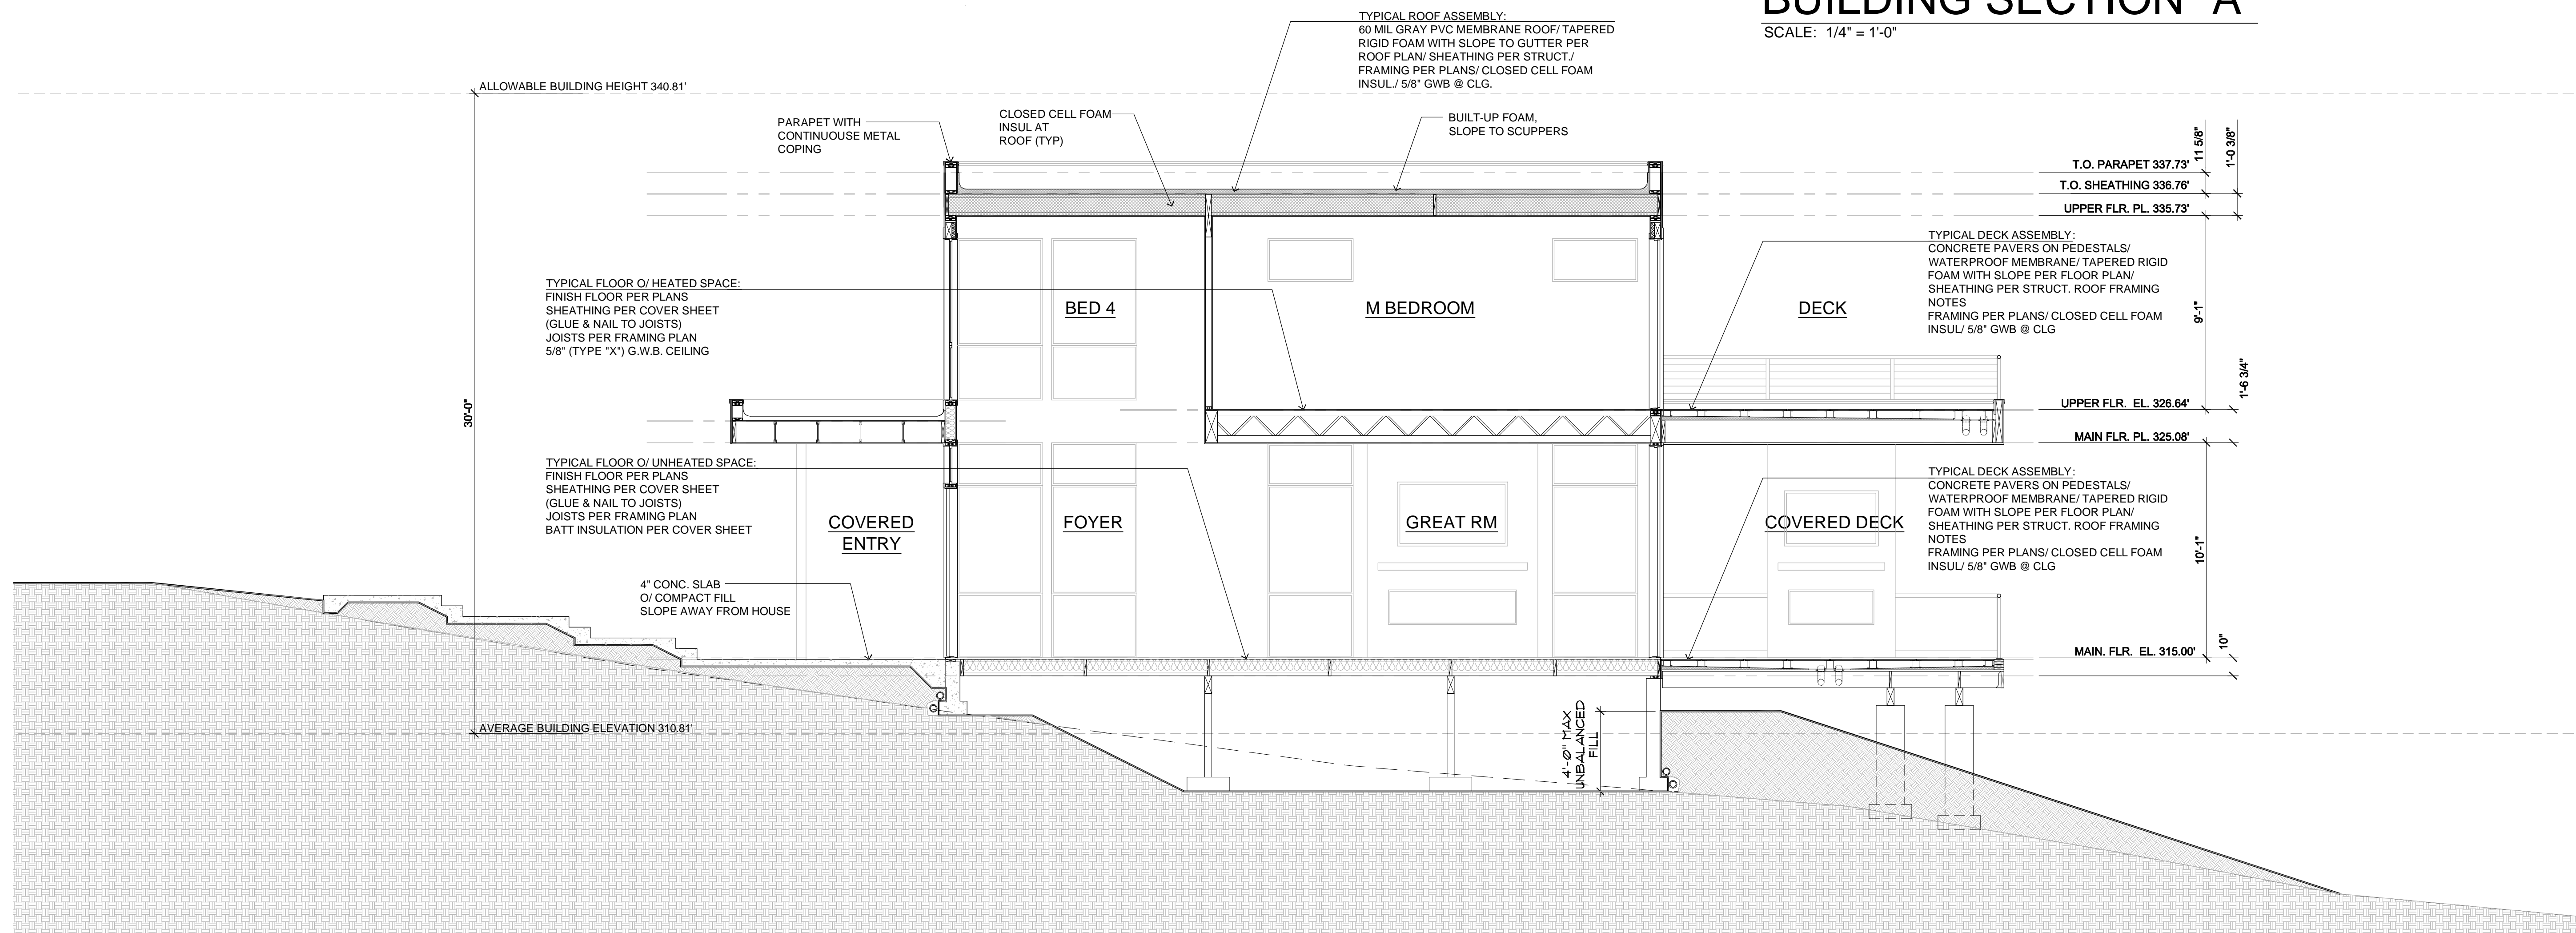 BUILDING SECTION "A"
SCALE: 1/4" = 1'-0"
TYPICAL ROOF ASSEMBLY:
60 MIL GRAY PVC MEMBRANE ROOF/ TAPERED
RIGID FOAM WITH SLOPE TO GUTTER PER
ROOF PLAN/ SHEATHING PER STRUCT./
FRAMING PER PLANS/ CLOSED CELL FOAM
INSUL./ 5/8" GWB @ CLG.
ALLOWABLE BUILDING HEIGHT 340.81'
PARAPET WITH
CONTINUOUSE METAL
COPING
CLOSED CELL FOAM
INSUL AT
ROOF (TYP)
BUILT-UP FOAM,
SLOPE TO SCUPPERS
11 5/8"
1'-0 3/8"
T.O. PARAPET 337.73'
T.O. SHEATHING 336.76'
UPPER FLR. PL. 335.73'
TYPICAL FLOOR O/ HEATED SPACE:
FINISH FLOOR PER PLANS
SHEATHING PER COVER SHEET
(GLUE & NAIL TO JOISTS)
JOISTS PER FRAMING PLAN
5/8" (TYPE "X") G.W.B. CEILING
BED 4
M BEDROOM
DECK
TYPICAL DECK ASSEMBLY:
CONCRETE PAVERS ON PEDESTALS/
WATERPROOF MEMBRANE/ TAPERED RIGID
FOAM WITH SLOPE PER FLOOR PLAN/
SHEATHING PER STRUCT. ROOF FRAMING
NOTES
FRAMING PER PLANS/ CLOSED CELL FOAM
INSUL/ 5/8" GWB @ CLG
9'-1"
1'-6 3/4"
30'-0"
UPPER FLR. EL. 326.64'
MAIN FLR. PL. 325.08'
TYPICAL FLOOR O/ UNHEATED SPACE:
FINISH FLOOR PER PLANS
SHEATHING PER COVER SHEET
(GLUE & NAIL TO JOISTS)
JOISTS PER FRAMING PLAN
BATT INSULATION PER COVER SHEET
COVERED
ENTRY
FOYER
GREAT RM
COVERED DECK
TYPICAL DECK ASSEMBLY:
CONCRETE PAVERS ON PEDESTALS/
WATERPROOF MEMBRANE/ TAPERED RIGID
FOAM WITH SLOPE PER FLOOR PLAN/
SHEATHING PER STRUCT. ROOF FRAMING
NOTES
FRAMING PER PLANS/ CLOSED CELL FOAM
INSUL/ 5/8" GWB @ CLG
10'-1"
4" CONC. SLAB
O/ COMPACT FILL
SLOPE AWAY FROM HOUSE
10"
MAIN. FLR. EL. 315.00'
AVERAGE BUILDING ELEVATION 310.81'
4'-0" MAX
UNBALANCED
FILL